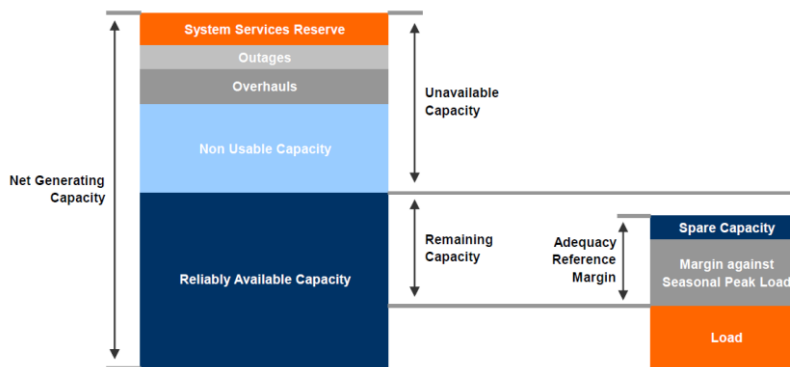 System Services Reserve
Outages
Overhauls
Non Usable Capacity
Reliably Available Capacity
Net Generating
Capacity
Unavailable
Capacity
Remaining
Capacity
Adequacy
Reference
Margin
Spare Capacity
Margin against
Seasonal Peak Load
Load